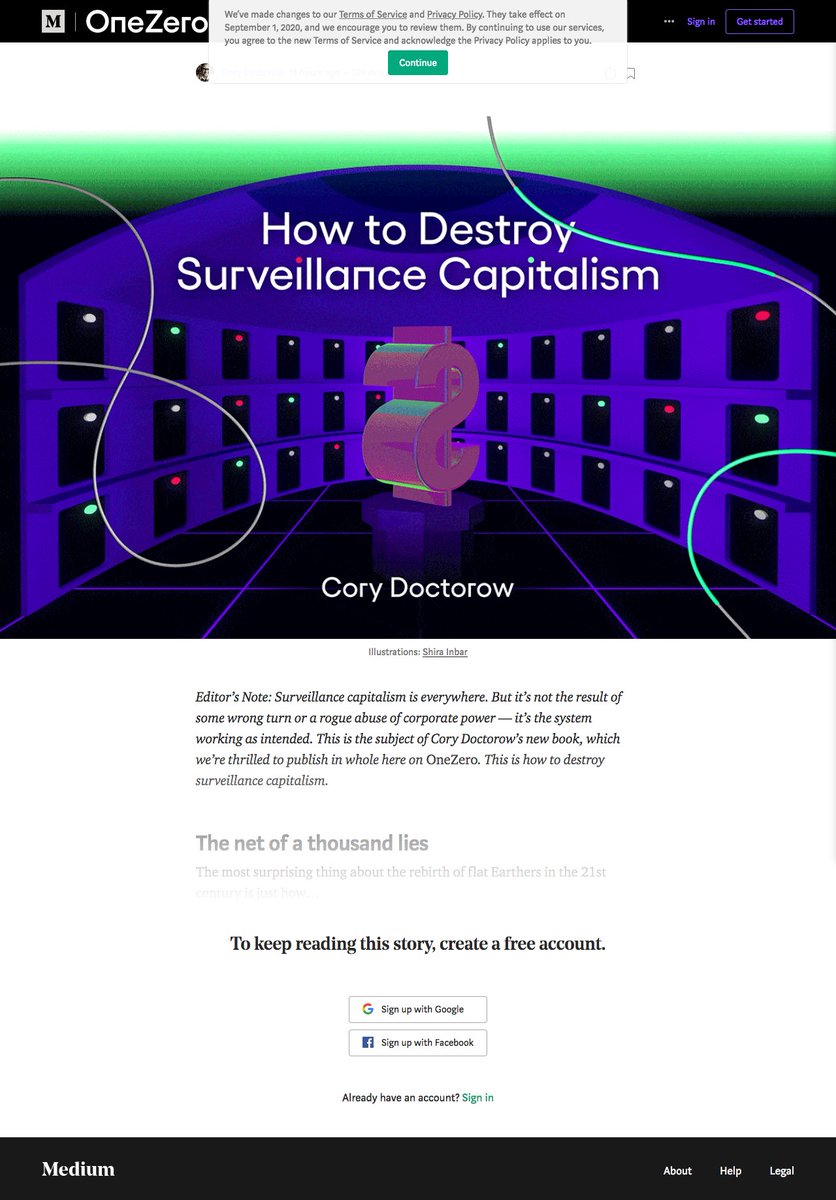 M OneZero
We've made changes to our Terms of Service and Privacy Policy. They take effect on
September 1, 2020, and we encourage you to review them. By continuing to use our services,
you agree to the new Terms of Service and acknowledge the Privacy Policy applies to you.
Continue
Sign in
Get started
How to Destroy
Surveillance Capitalism
Cory Doctorow
Illustrations: Shira Inbar
Editor's Note: Surveillance capitalism is everywhere. But it's not the result of
some wrong turn or a rogue abuse of corporate power — it's the system
working as intended. This is the subject of Cory Doctorow's new book, which
we're thrilled to publish in whole here on OneZero. This is how to destroy
surveillance capitalism.
The net of a thousand lies
The most surprising thing about the rebirth of flat Earthers in the 21st
century is just how…
To keep reading this story, create a free account.
Sign up with Google
Sign up with Facebook
Already have an account? Sign in
Medium
About
Help
Legal